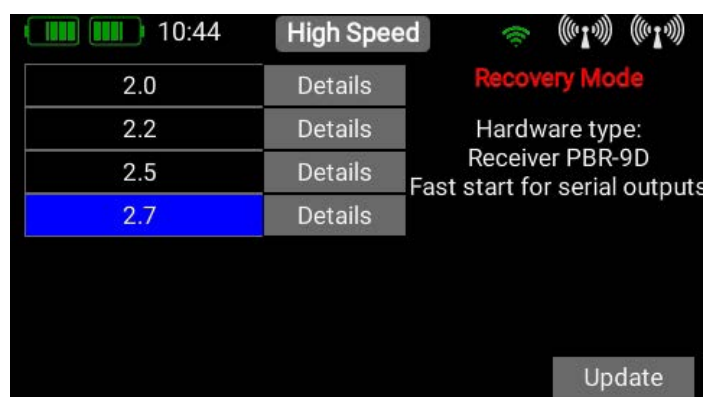 10:44 High Speed
2.0 Details
2.2 Details
2.5 Details
2.7 Details
Recovery Mode
Hardware type:
Receiver PBR-9D
Fast start for serial outputs
Update